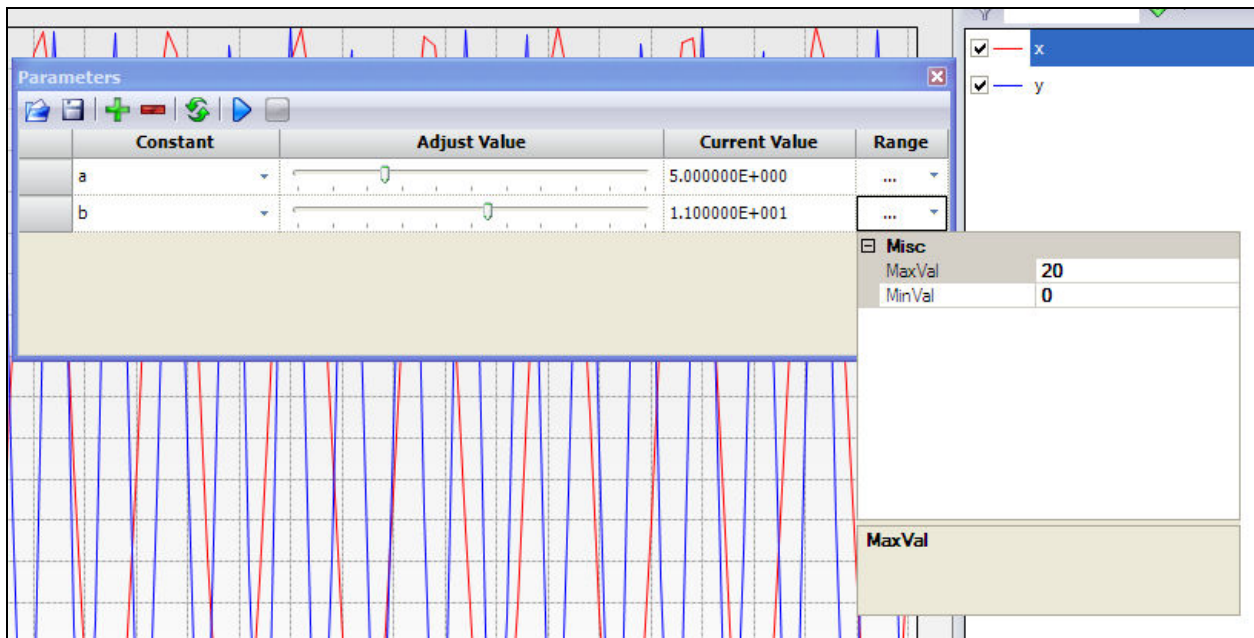 x
y
Parameters
Constant Adjust Value Current Value Range
a 5.000000E+000 ...
b 1.100000E+001 ...
Misc
MaxVal 20
MinVal 0
MaxVal